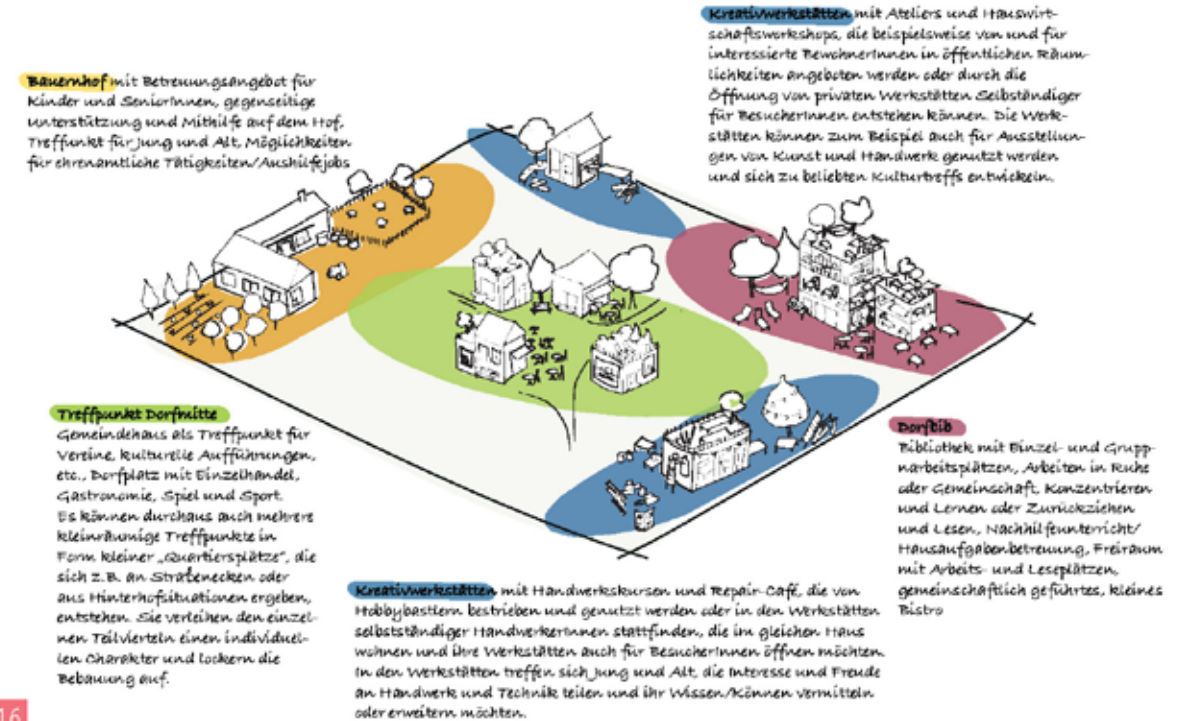 Kreativwerkstätten mit Ateliers und Hauswirt-
schaftsworkshops, die beispielsweise von und für
interessierte BewohnerInnen in öffentlichen Räum-
lichkeiten angeboten werden oder durch die
Öffnung von privaten Werkstätten Selbständiger
für BesucherInnen entstehen können. Die Werk-
stätten können zum Beispiel auch für Ausstellun-
gen von Kunst und Handwerk genutzt werden
und sich zu beliebten Kulturtreffs entwickeln.
Bauernhof mit Betreuungsangebot für
Kinder und SeniorInnen, gegenseitige
Unterstützung und Mithilfe auf dem Hof,
Treffpunkt für Jung und Alt, Möglichkeiten
für ehrenamtliche Tätigkeiten/Aushilfejobs
Treffpunkt Dorfmitte
Gemeindehaus als Treffpunkt für
Vereine, kulturelle Aufführungen,
etc., Dorfplatz mit Einzelhandel,
Gastronomie, Spiel und Sport.
Es können durchaus auch mehrere
kleinräumige Treffpunkte in
Form kleiner „Quartiersplätze", die
sich z.B. an Straßenecken oder
aus Hinterhofsituationen ergeben,
entstehen. Sie verleihen den einzel-
nen Teilvierteln einen individuel-
len Charakter und lockern die
Bebauung auf.
Dorfbib
Bibliothek mit Einzel- und Grupp-
narbeitsplätzen, Arbeiten in Ruhe
oder Gemeinschaft, Konzentrieren
und Lernen oder Zurückziehen
und Lesen, Nachhilfeunterricht/
Hausaufgabenbetreuung, Freiraum
mit Arbeits- und Leseplätzen,
gemeinschaftlich geführtes, kleines
Bistro
Kreativwerkstätten mit Handwerkskursen und Repair-Café, die von
Hobbybastlern bestrieben und genutzt werden oder in den Werkstätten
selbstständiger HandwerkerInnen stattfinden, die im gleichen Haus
wohnen und ihre Werkstätten auch für BesucherInnen öffnen möchten.
In den Werkstätten treffen sich Jung und Alt, die Interesse und Freude
an Handwerk und Technik teilen und ihr Wissen/Können vermitteln
oder erweitern möchten.
16